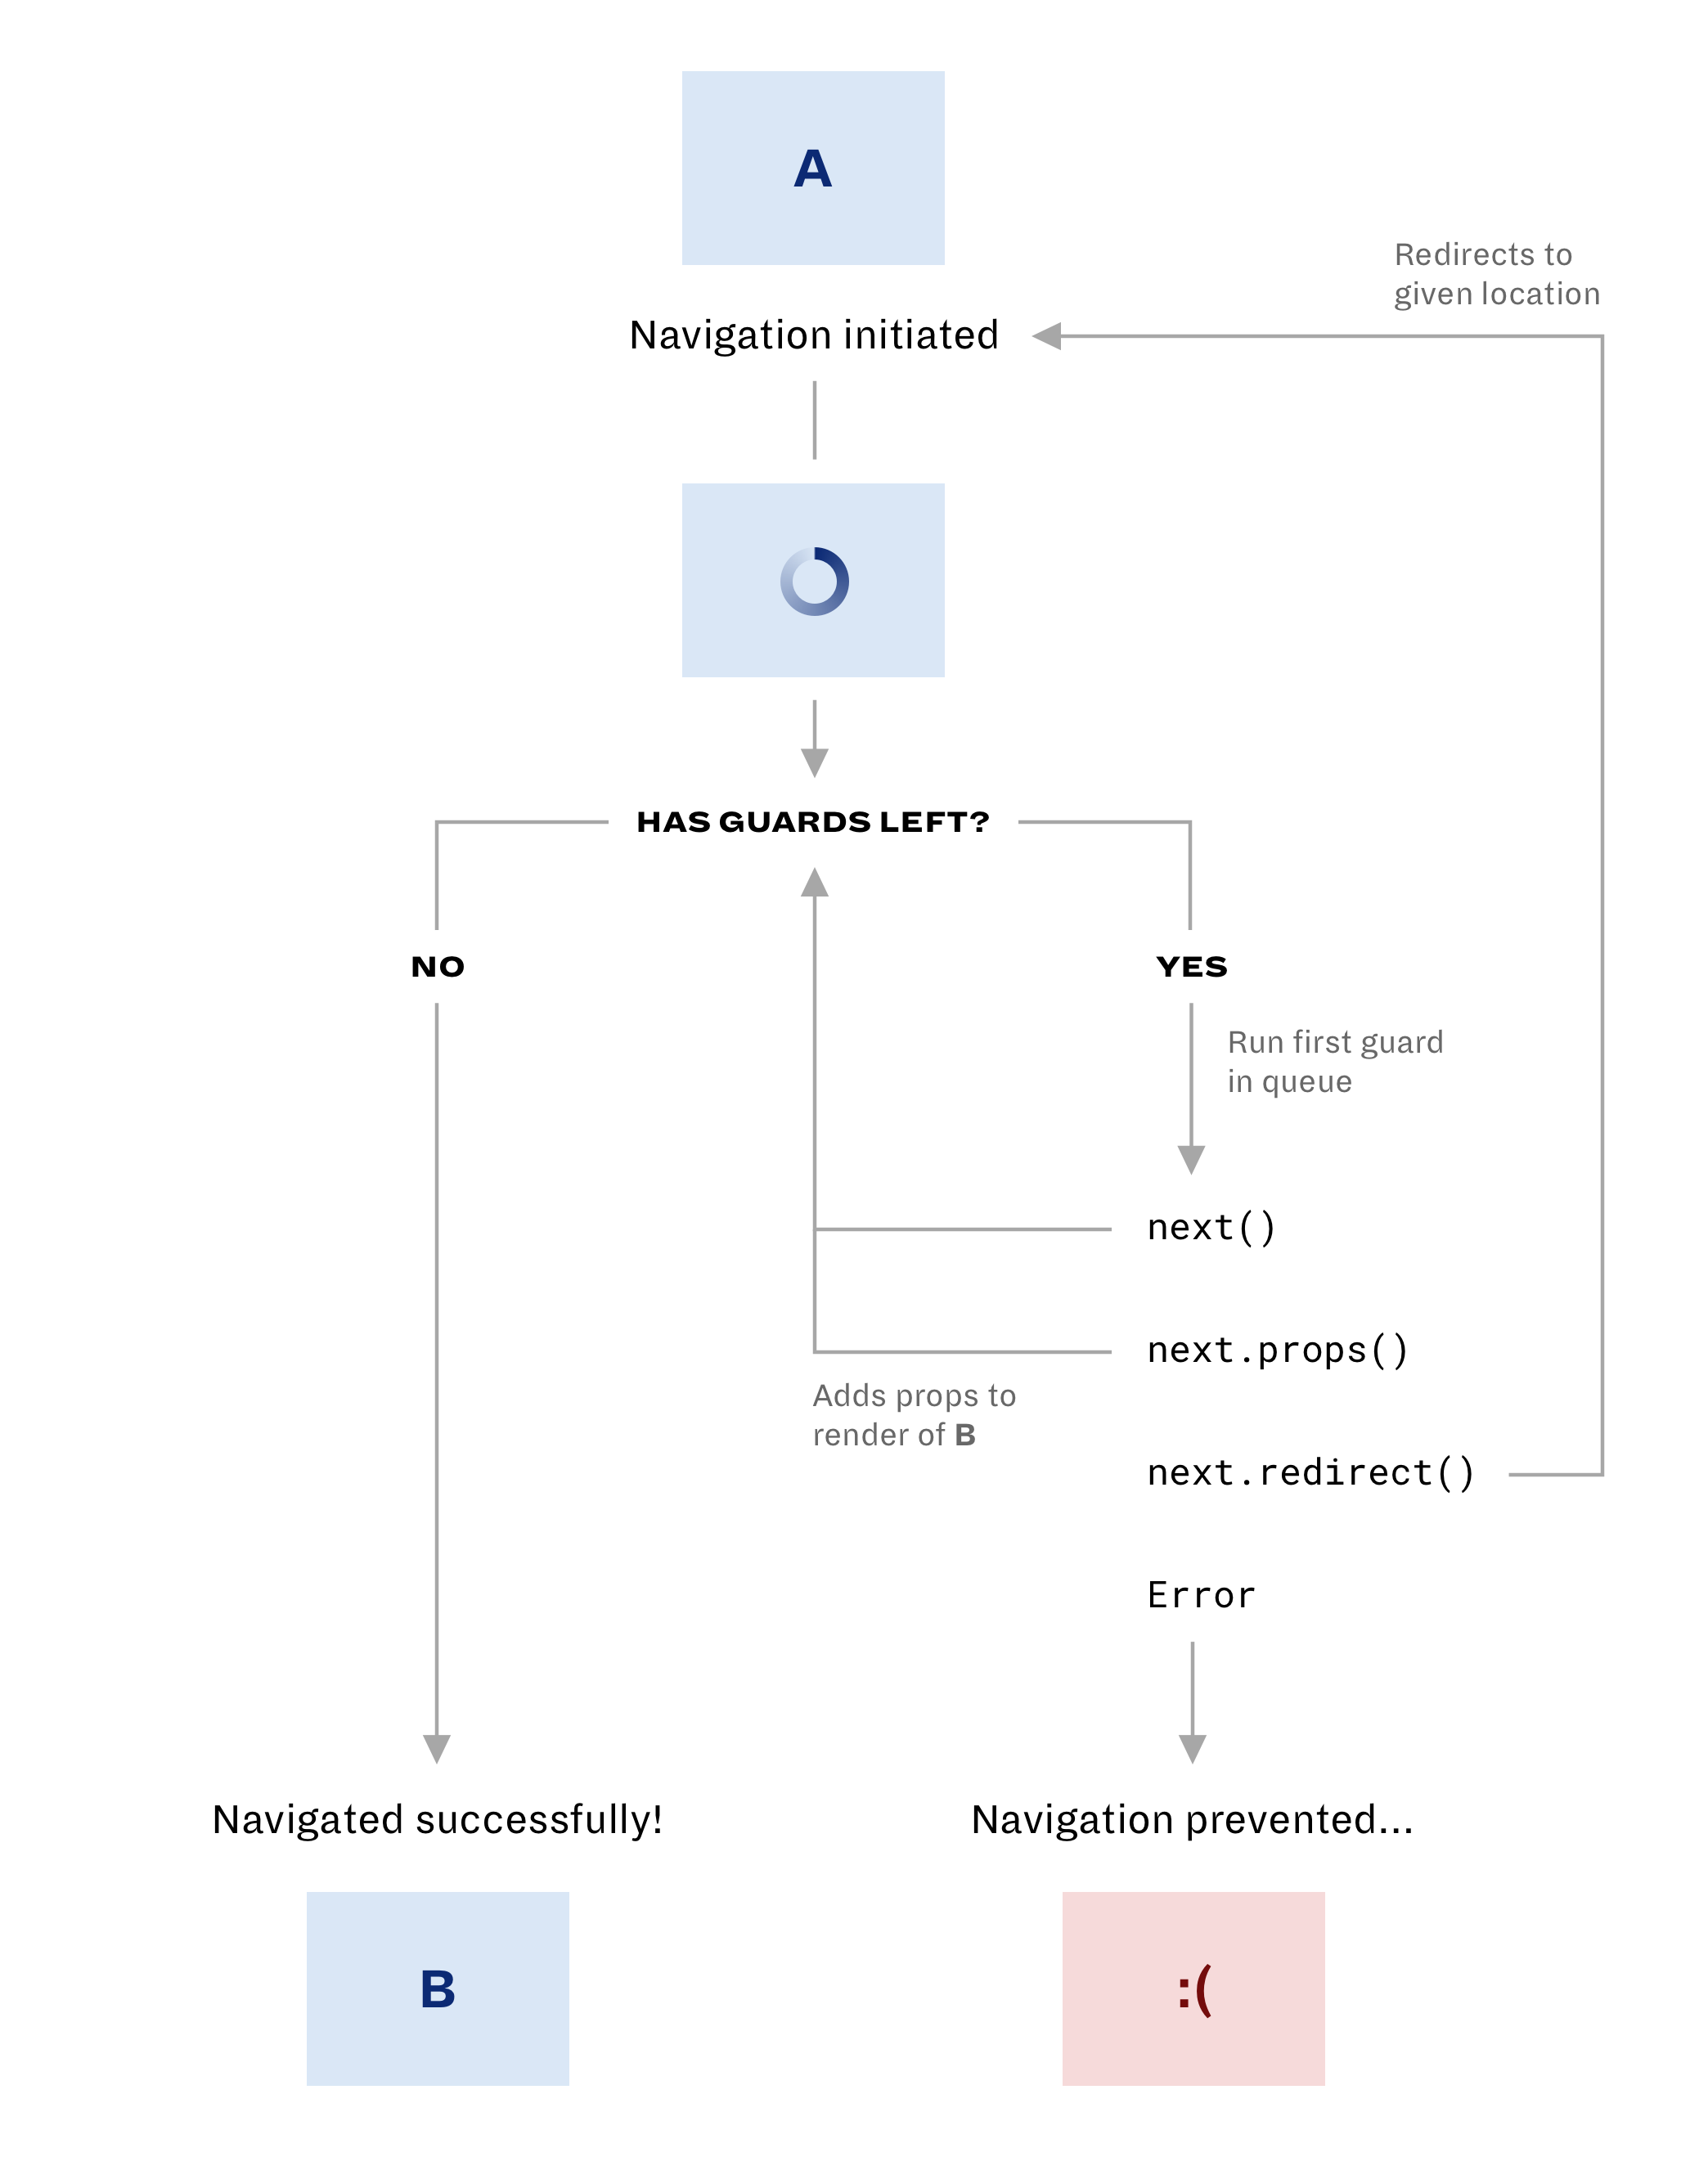 A
Redirects to
given location
Navigation initiated
HAS GUARDS LEFT?
NO
YES
Run first guard
in queue
next()
next.props()
Adds props to
render of B
next.redirect()
Error
Navigated successfully!
Navigation prevented...
B
:(